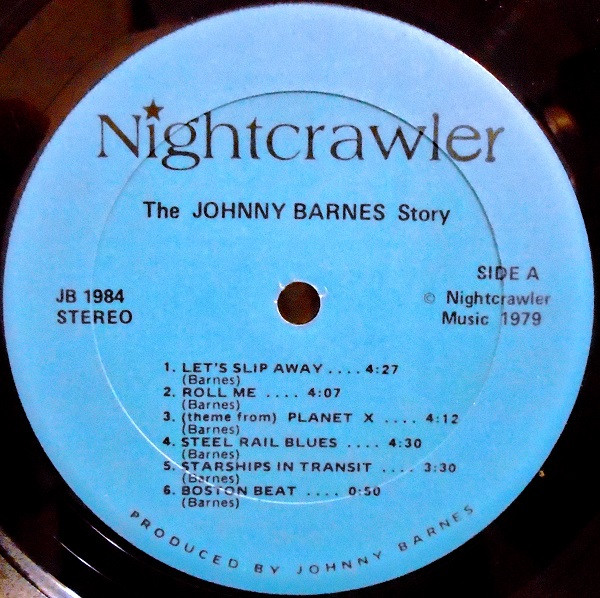 Nightcrawler
The JOHNNY BARNES Story
SIDE A
JB 1984
STEREO
© Nightcrawler
Music 1979
1. LET'S SLIP AWAY .... 4:27
(Barnes)
2. ROLL ME .... 4:07
(Barnes)
3. (theme from) PLANET X .... 4:12
(Barnes)
4. STEEL RAIL BLUES .... 4:30
(Barnes)
5. STARSHIPS IN TRANSIT .... 3:30
(Barnes)
6. BOSTON BEAT .... 0:50
(Barnes)
PRODUCED BY JOHNNY BARNES